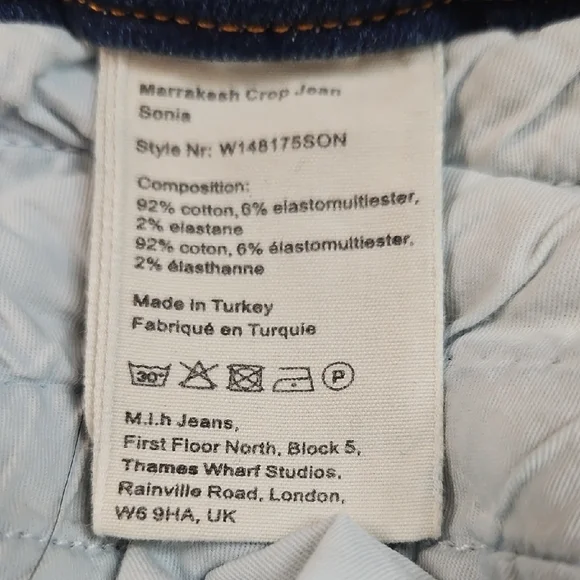 Marrakesh Crop Jean
Sonia
Style Nr: W148175SON
Composition:
92% cotton, 6% elastomultiester,
2% elastane
92% coton, 6% élastomultiester,
2% élasthanne
Made in Turkey
Fabriqué en Turquie
30° P
M.i.h Jeans,
First Floor North, Block 5,
Thames Wharf Studios,
Rainville Road, London,
W6 9HA, UK